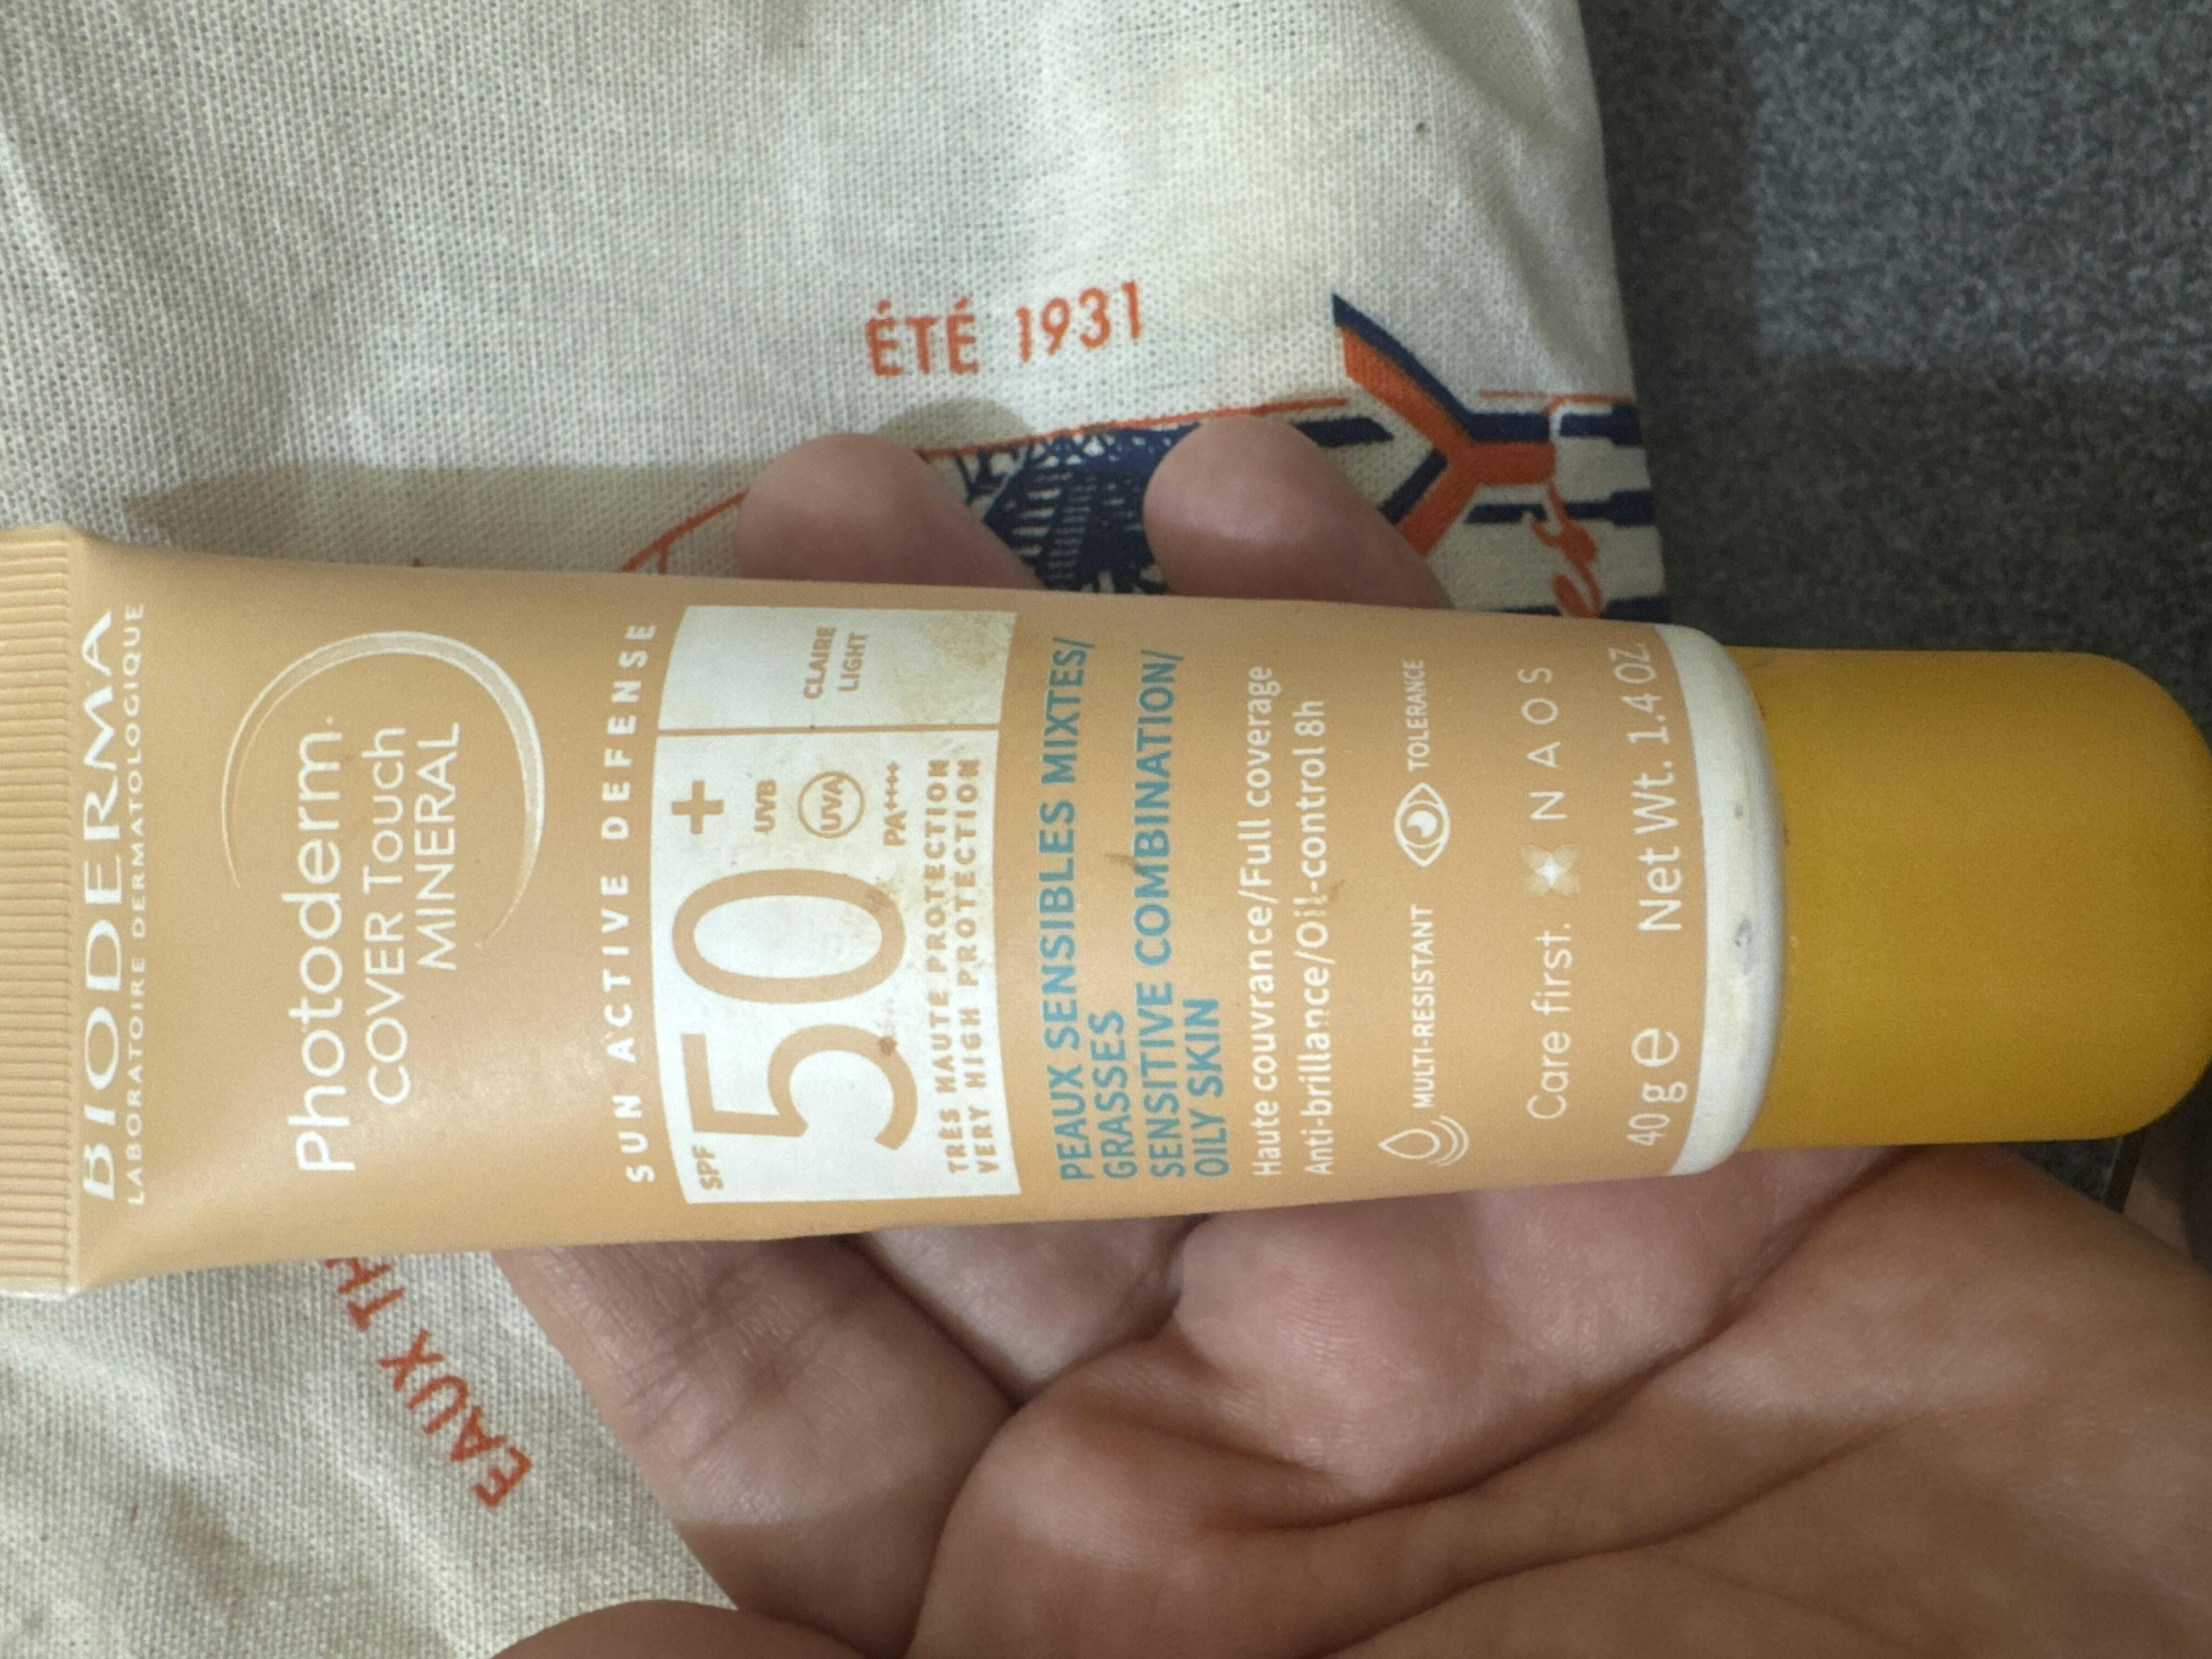 BIODERMA
LABORATOIRE DERMATOLOGIQUE
Photoderm
COVER Touch
MINERAL
SUN ACTIVE DEFENSE
SPF
50+
UVB
UVA
PA++++
CLAIRE
LIGHT
TRÈS HAUTE PROTECTION
VERY HIGH PROTECTION
PEAUX SENSIBLES MIXTES/
GRASSES
SENSITIVE COMBINATION/
OILY SKIN
Haute couvrance/Full coverage
Anti-brillance/Oil-control 8h
MULTI-RESISTANT
TOLERANCE
Care first.
NAOS
40 g e Net Wt. 1.4 OZ.
ÉTÉ 1931
EAUX TH